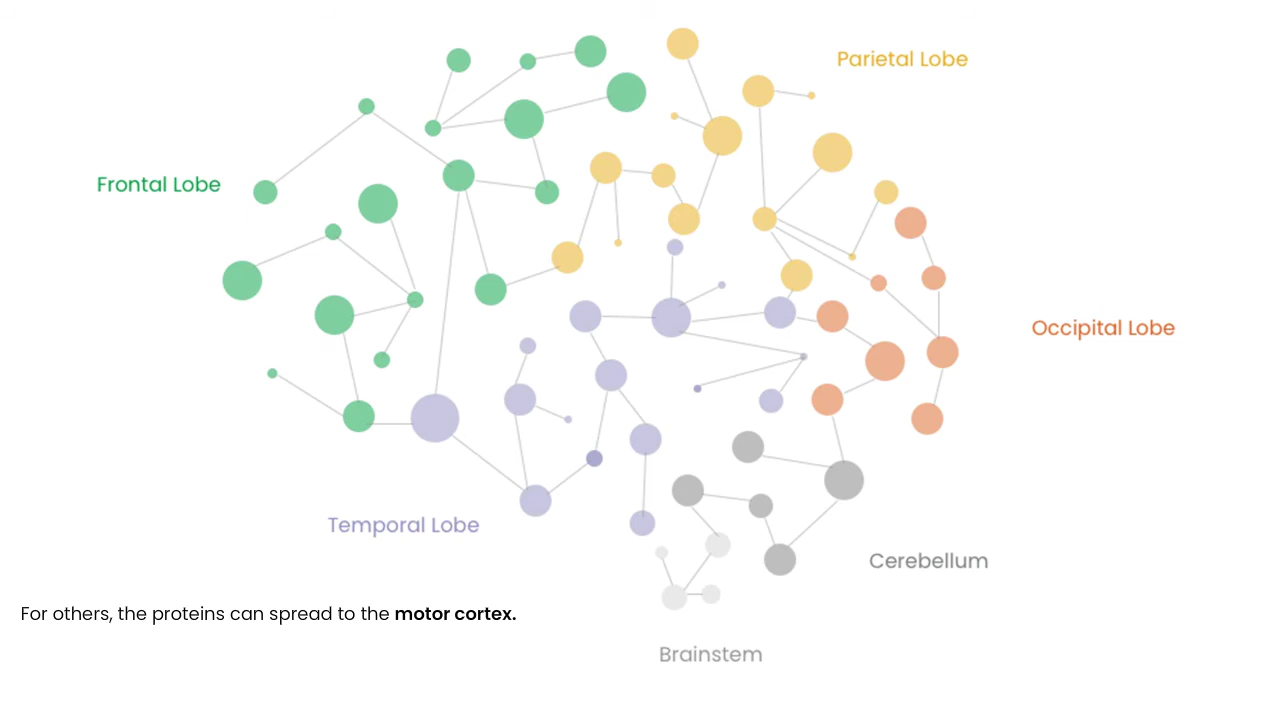 Parietal Lobe
Frontal Lobe
Occipital Lobe
Temporal Lobe
Cerebellum
For others, the proteins can spread to the motor cortex.
Brainstem